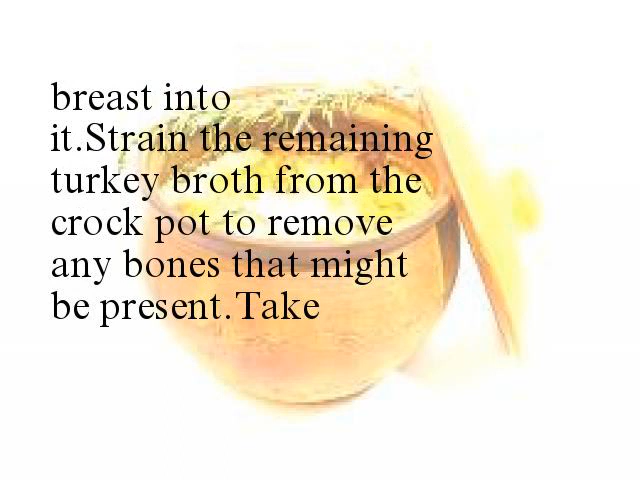 breast into
it.Strain the remaining
turkey broth from the
crock pot to remove
any bones that might
be present.Take